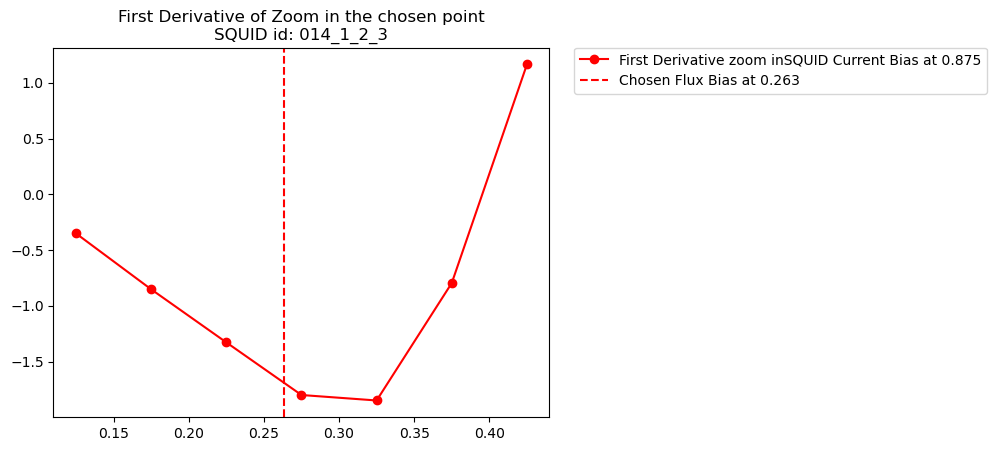 First Derivative of Zoom in the chosen point
SQUID id: 014_1_2_3
First Derivative zoom inSQUID Current Bias at 0.875
Chosen Flux Bias at 0.263
1.0
0.5
0.0
−0.5
−1.0
−1.5
0.15 0.20 0.25 0.30 0.35 0.40